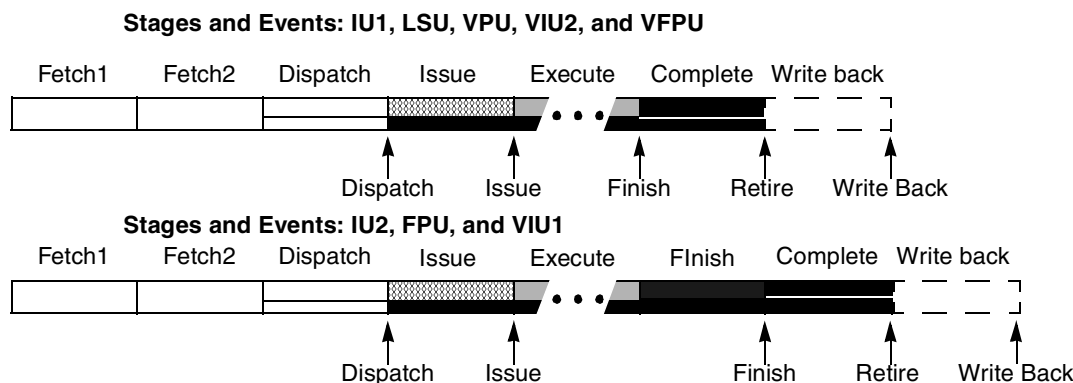 Stages and Events: IU1, LSU, VPU, VIU2, and VFPU
Fetch1 Fetch2 Dispatch Issue Execute Complete Write back
Dispatch Issue Finish Retire Write Back
Stages and Events: IU2, FPU, and VIU1
Fetch1 Fetch2 Dispatch Issue Execute FInish Complete Write back
Dispatch Issue Finish Retire Write Back